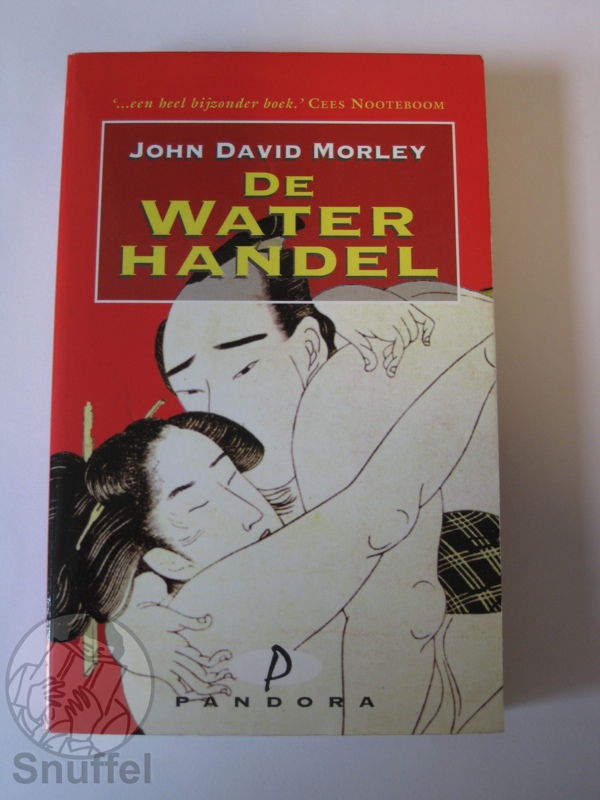 ‘...een heel bijzonder boek.’ CEES NOOTEBOOM
JOHN DAVID MORLEY
DE
WATER
HANDEL
P
PANDORA
Snuffel